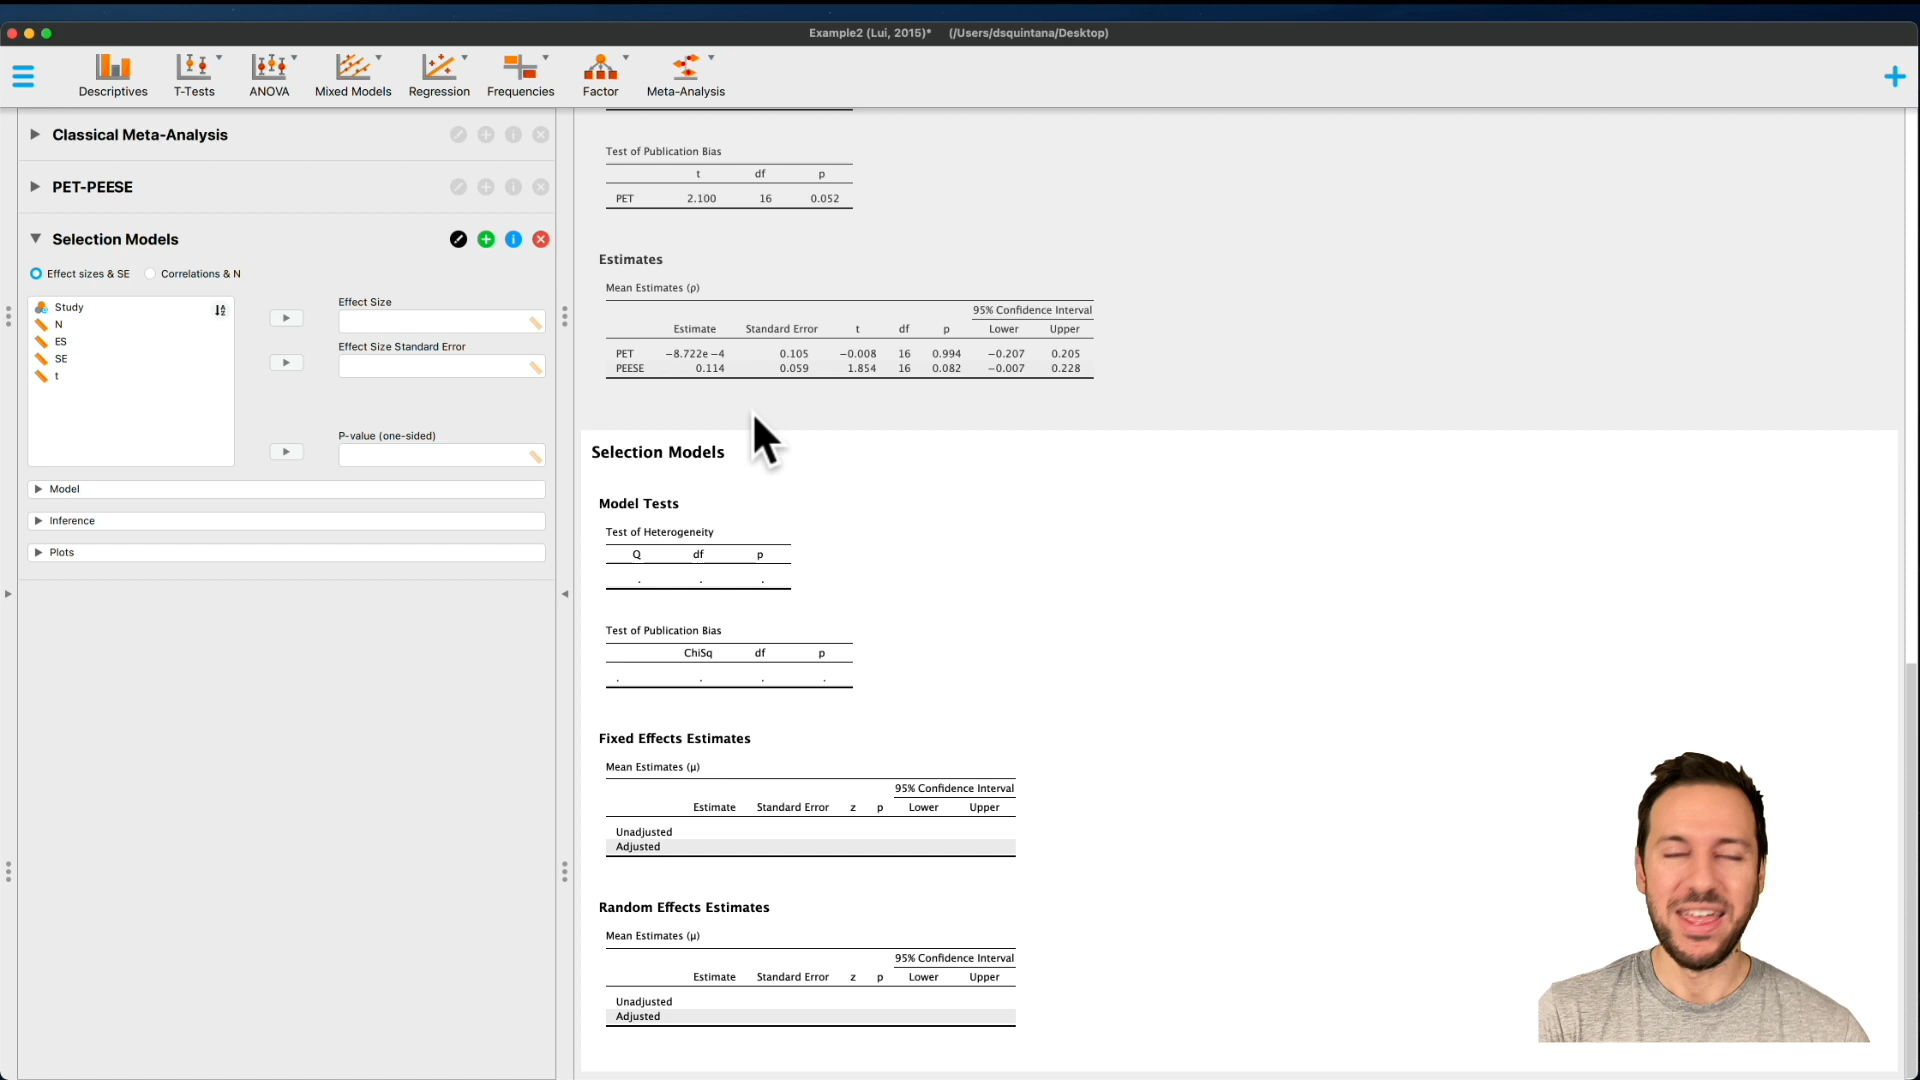 Example2 (Lui, 2015)* (/Users/dsquintana/Desktop)
Descriptives T-Tests ANOVA Mixed Models Regression Frequencies Factor Meta-Analysis
Classical Meta-Analysis
PET-PEESE
Selection Models
Effect sizes & SE Correlations & N
Study
N
ES
SE
t
Effect Size
Effect Size Standard Error
P-value (one-sided)
Model
Inference
Plots
Test of Publication Bias
t df p
PET 2.100 16 0.052
Estimates
Mean Estimates (ρ)
95% Confidence Interval
Estimate Standard Error t df p Lower Upper
PET −8.722e −4 0.105 −0.008 16 0.994 −0.207 0.205
PEESE 0.114 0.059 1.854 16 0.082 −0.007 0.228
Selection Models
Model Tests
Test of Heterogeneity
Q df p
. . .
Test of Publication Bias
ChiSq df p
. . . .
Fixed Effects Estimates
Mean Estimates (μ)
95% Confidence Interval
Estimate Standard Error z p Lower Upper
Unadjusted
Adjusted
Random Effects Estimates
Mean Estimates (μ)
95% Confidence Interval
Estimate Standard Error z p Lower Upper
Unadjusted
Adjusted